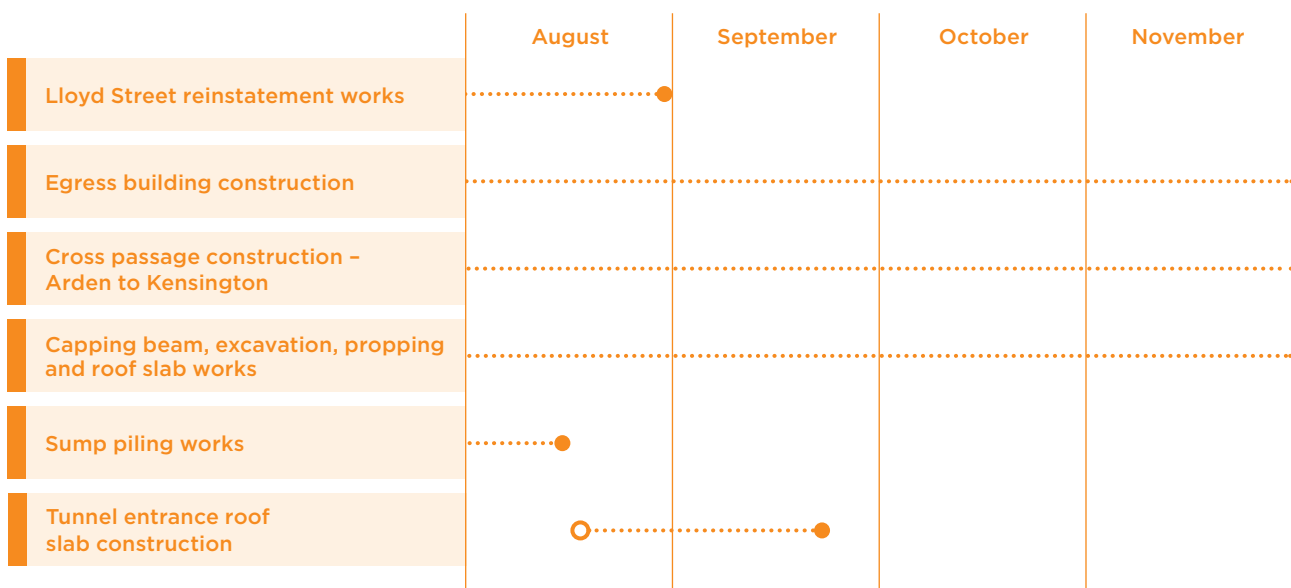 August September October November
Lloyd Street reinstatement works
Egress building construction
Cross passage construction –
Arden to Kensington
Capping beam, excavation, propping
and roof slab works
Sump piling works
Tunnel entrance roof
slab construction